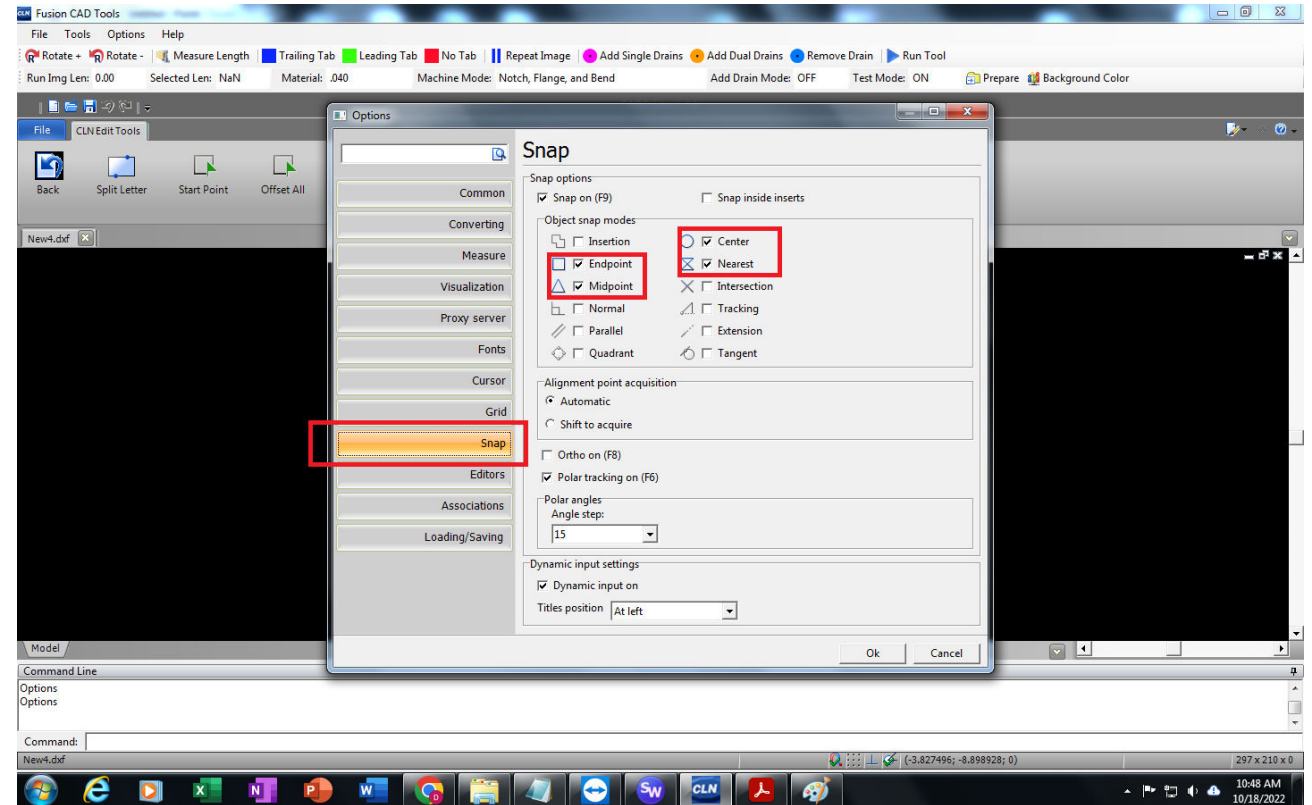 CLN Fusion CAD Tools
File Tools Options Help
Rotate + Rotate - Measure Length Trailing Tab Leading Tab No Tab Repeat Image Add Single Drains Add Dual Drains Remove Drain Run Tool
Run Img Len: 0.00 Selected Len: NaN Material: .040 Machine Mode: Notch, Flange, and Bend Add Drain Mode: OFF Test Mode: ON Prepare Background Color
File CLN Edit Tools
Back Split Letter Start Point Offset All
New4.dxf
Options
Common
Converting
Measure
Visualization
Proxy server
Fonts
Cursor
Grid
Snap
Editors
Associations
Loading/Saving
Snap
Snap options
Snap on (F9) Snap inside inserts
Object snap modes
Insertion Center
Endpoint Nearest
Midpoint Intersection
Normal Tracking
Parallel Extension
Quadrant Tangent
Alignment point acquisition
Automatic
Shift to acquire
Ortho on (F8)
Polar tracking on (F6)
Polar angles
Angle step:
15
Dynamic input settings
Dynamic input on
Titles position At left
Ok Cancel
Model
Command Line
Options
Options
Command:
New4.dxf (-3.827496; -8.898928; 0) 297 x 210 x 0
SW CLN
10:48 AM
10/18/2022